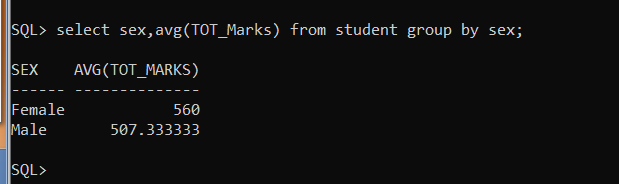 SQL> select sex,avg(TOT_Marks) from student group by sex;
SEX    AVG(TOT_MARKS)
------ --------------
Female            560
Male       507.333333
SQL>